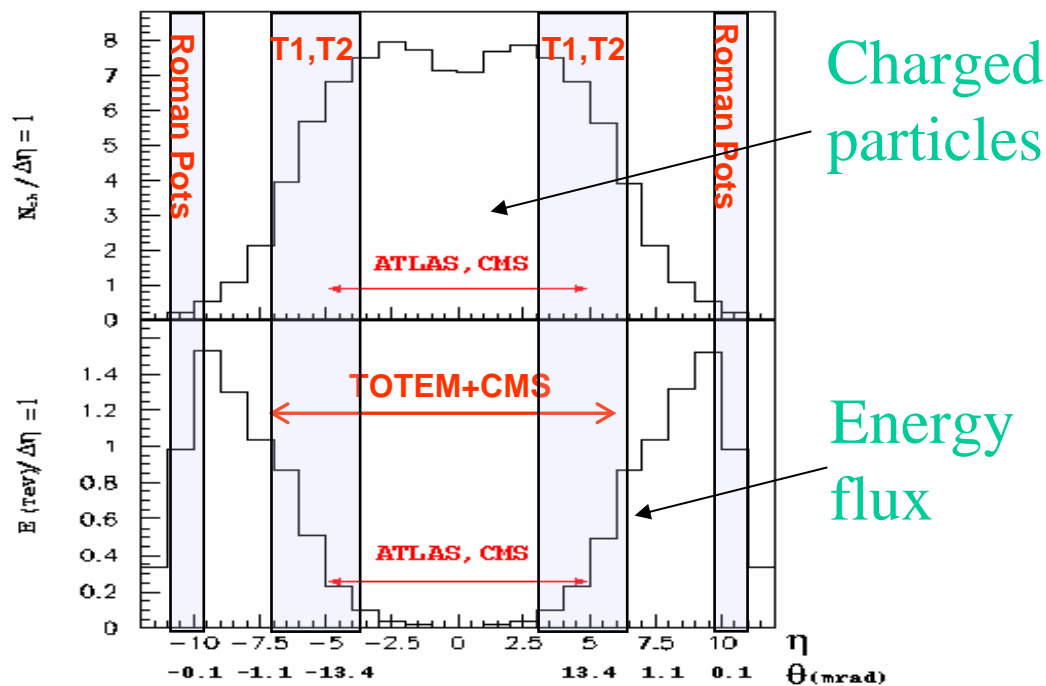 Roman Pots
T1,T2
T1,T2
Roman Pots
Charged
particles
8
7
6
5
4
3
2
1
0
N_ch / Δη = 1
ATLAS, CMS
TOTEM+CMS
Energy
flux
1.4
1.2
1
0.8
0.6
0.4
0.2
0
E (TeV)/Δη = 1
ATLAS, CMS
-10 -7.5 -5 -2.5 0 2.5 5 7.5 10 η
-0.1 -1.1 -13.4 13.4 1.1 0.1 θ (mrad)